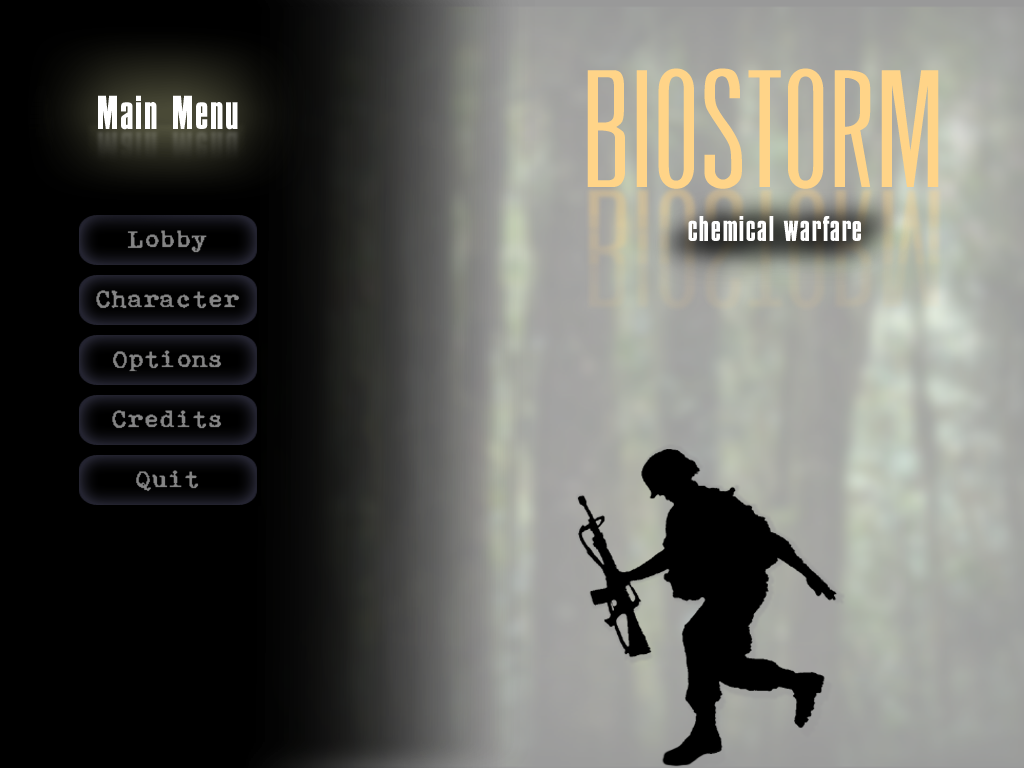 Main Menu
Lobby
Character
Options
Credits
Quit
BIOSTORM
chemical warfare